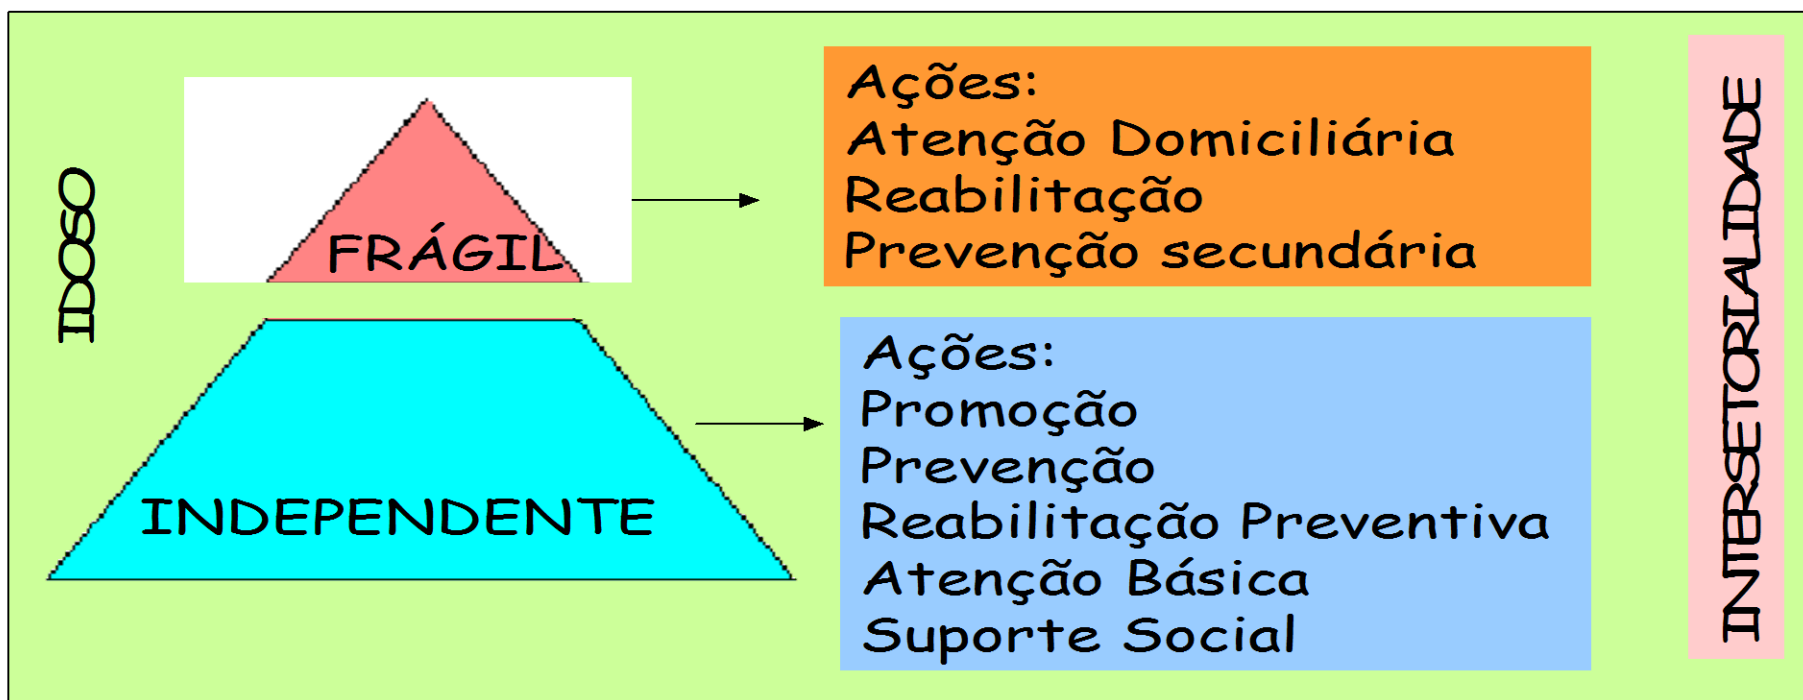 IDOSO
FRÁGIL
INDEPENDENTE
Ações:
Atenção Domiciliária
Reabilitação
Prevenção secundária
Ações:
Promoção
Prevenção
Reabilitação Preventiva
Atenção Básica
Suporte Social
INTERSETORIALIDADE